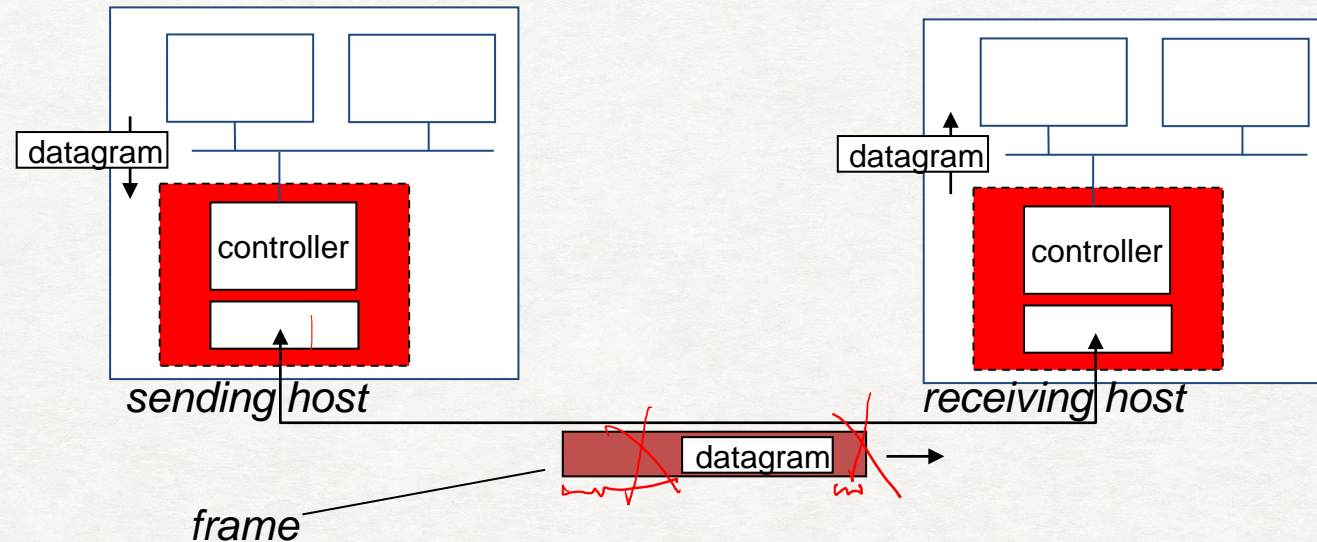 datagram
controller
sending host
datagram
controller
receiving host
datagram
frame